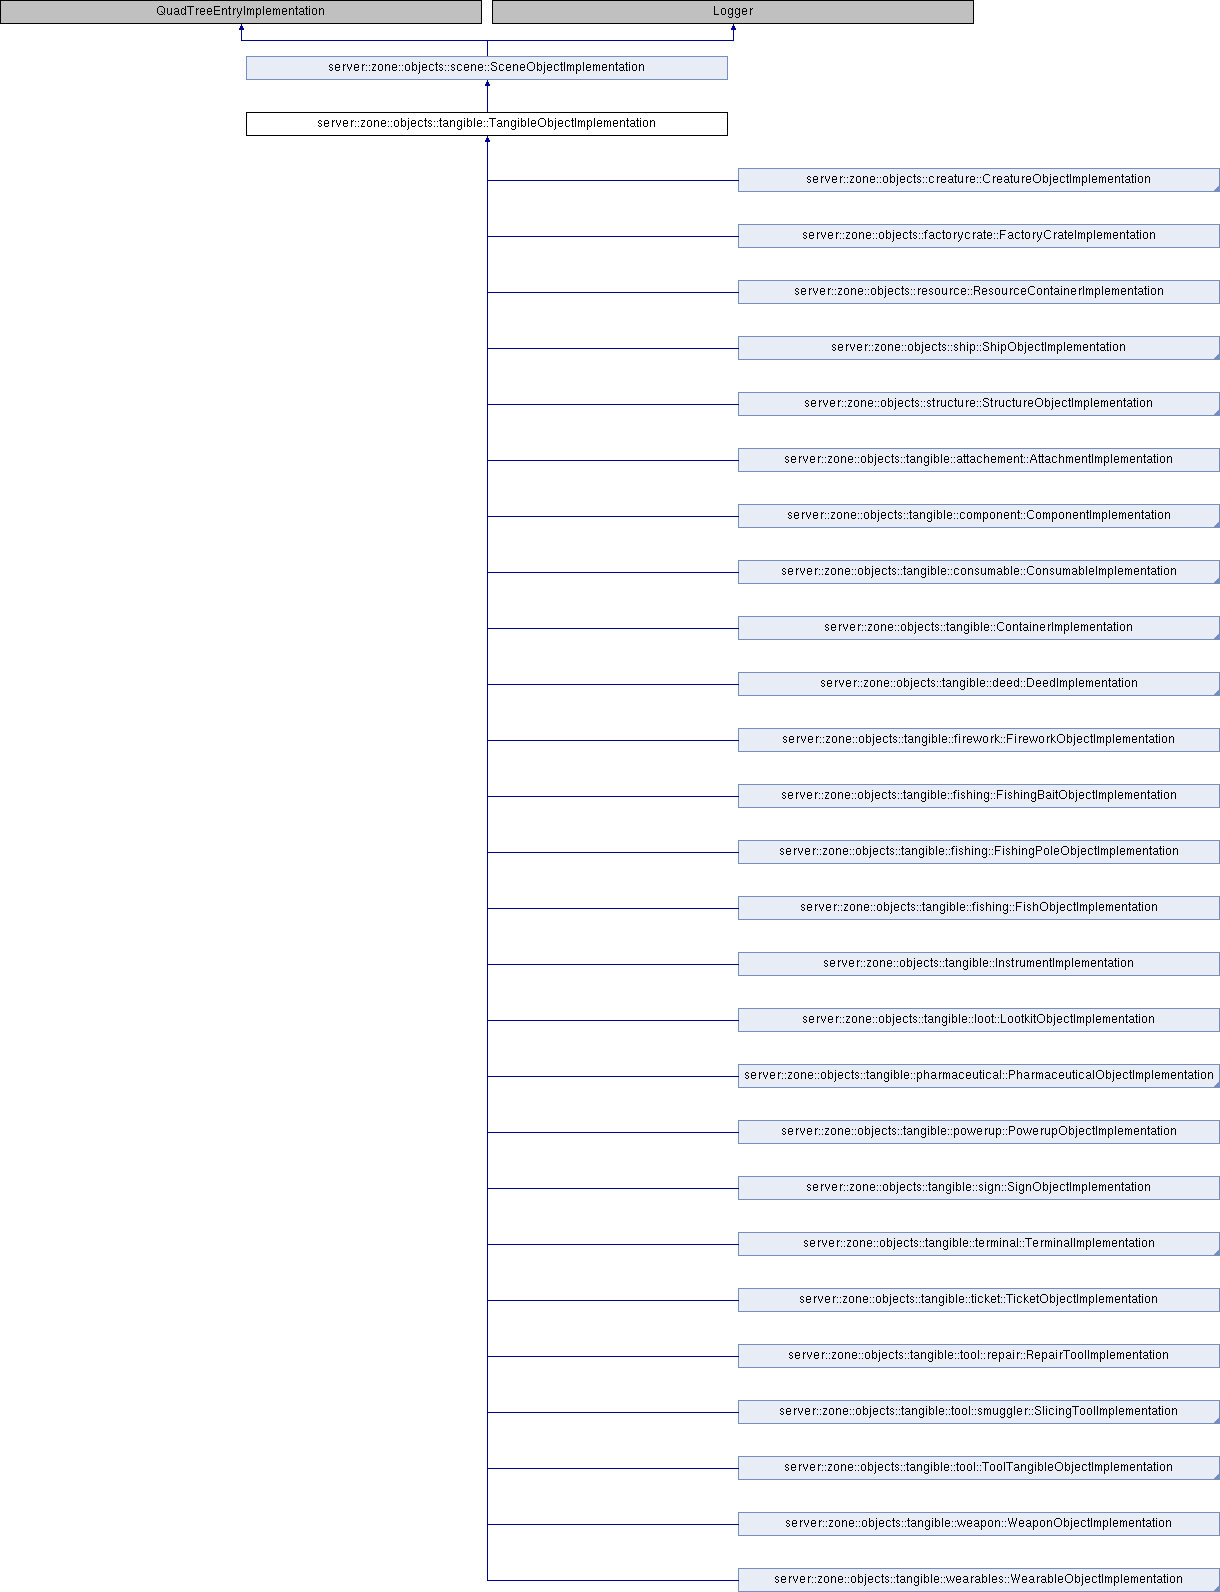 QuadTreeEntryImplementation
Logger
server::zone::objects::scene::SceneObjectImplementation
server::zone::objects::tangible::TangibleObjectImplementation
server::zone::objects::creature::CreatureObjectImplementation
server::zone::objects::factorycrate::FactoryCrateImplementation
server::zone::objects::resource::ResourceContainerImplementation
server::zone::objects::ship::ShipObjectImplementation
server::zone::objects::structure::StructureObjectImplementation
server::zone::objects::tangible::attachement::AttachmentImplementation
server::zone::objects::tangible::component::ComponentImplementation
server::zone::objects::tangible::consumable::ConsumableImplementation
server::zone::objects::tangible::ContainerImplementation
server::zone::objects::tangible::deed::DeedImplementation
server::zone::objects::tangible::firework::FireworkObjectImplementation
server::zone::objects::tangible::fishing::FishingBaitObjectImplementation
server::zone::objects::tangible::fishing::FishingPoleObjectImplementation
server::zone::objects::tangible::fishing::FishObjectImplementation
server::zone::objects::tangible::InstrumentImplementation
server::zone::objects::tangible::loot::LootkitObjectImplementation
server::zone::objects::tangible::pharmaceutical::PharmaceuticalObjectImplementation
server::zone::objects::tangible::powerup::PowerupObjectImplementation
server::zone::objects::tangible::sign::SignObjectImplementation
server::zone::objects::tangible::terminal::TerminalImplementation
server::zone::objects::tangible::ticket::TicketObjectImplementation
server::zone::objects::tangible::tool::repair::RepairToolImplementation
server::zone::objects::tangible::tool::smuggler::SlicingToolImplementation
server::zone::objects::tangible::tool::ToolTangibleObjectImplementation
server::zone::objects::tangible::weapon::WeaponObjectImplementation
server::zone::objects::tangible::wearables::WearableObjectImplementation